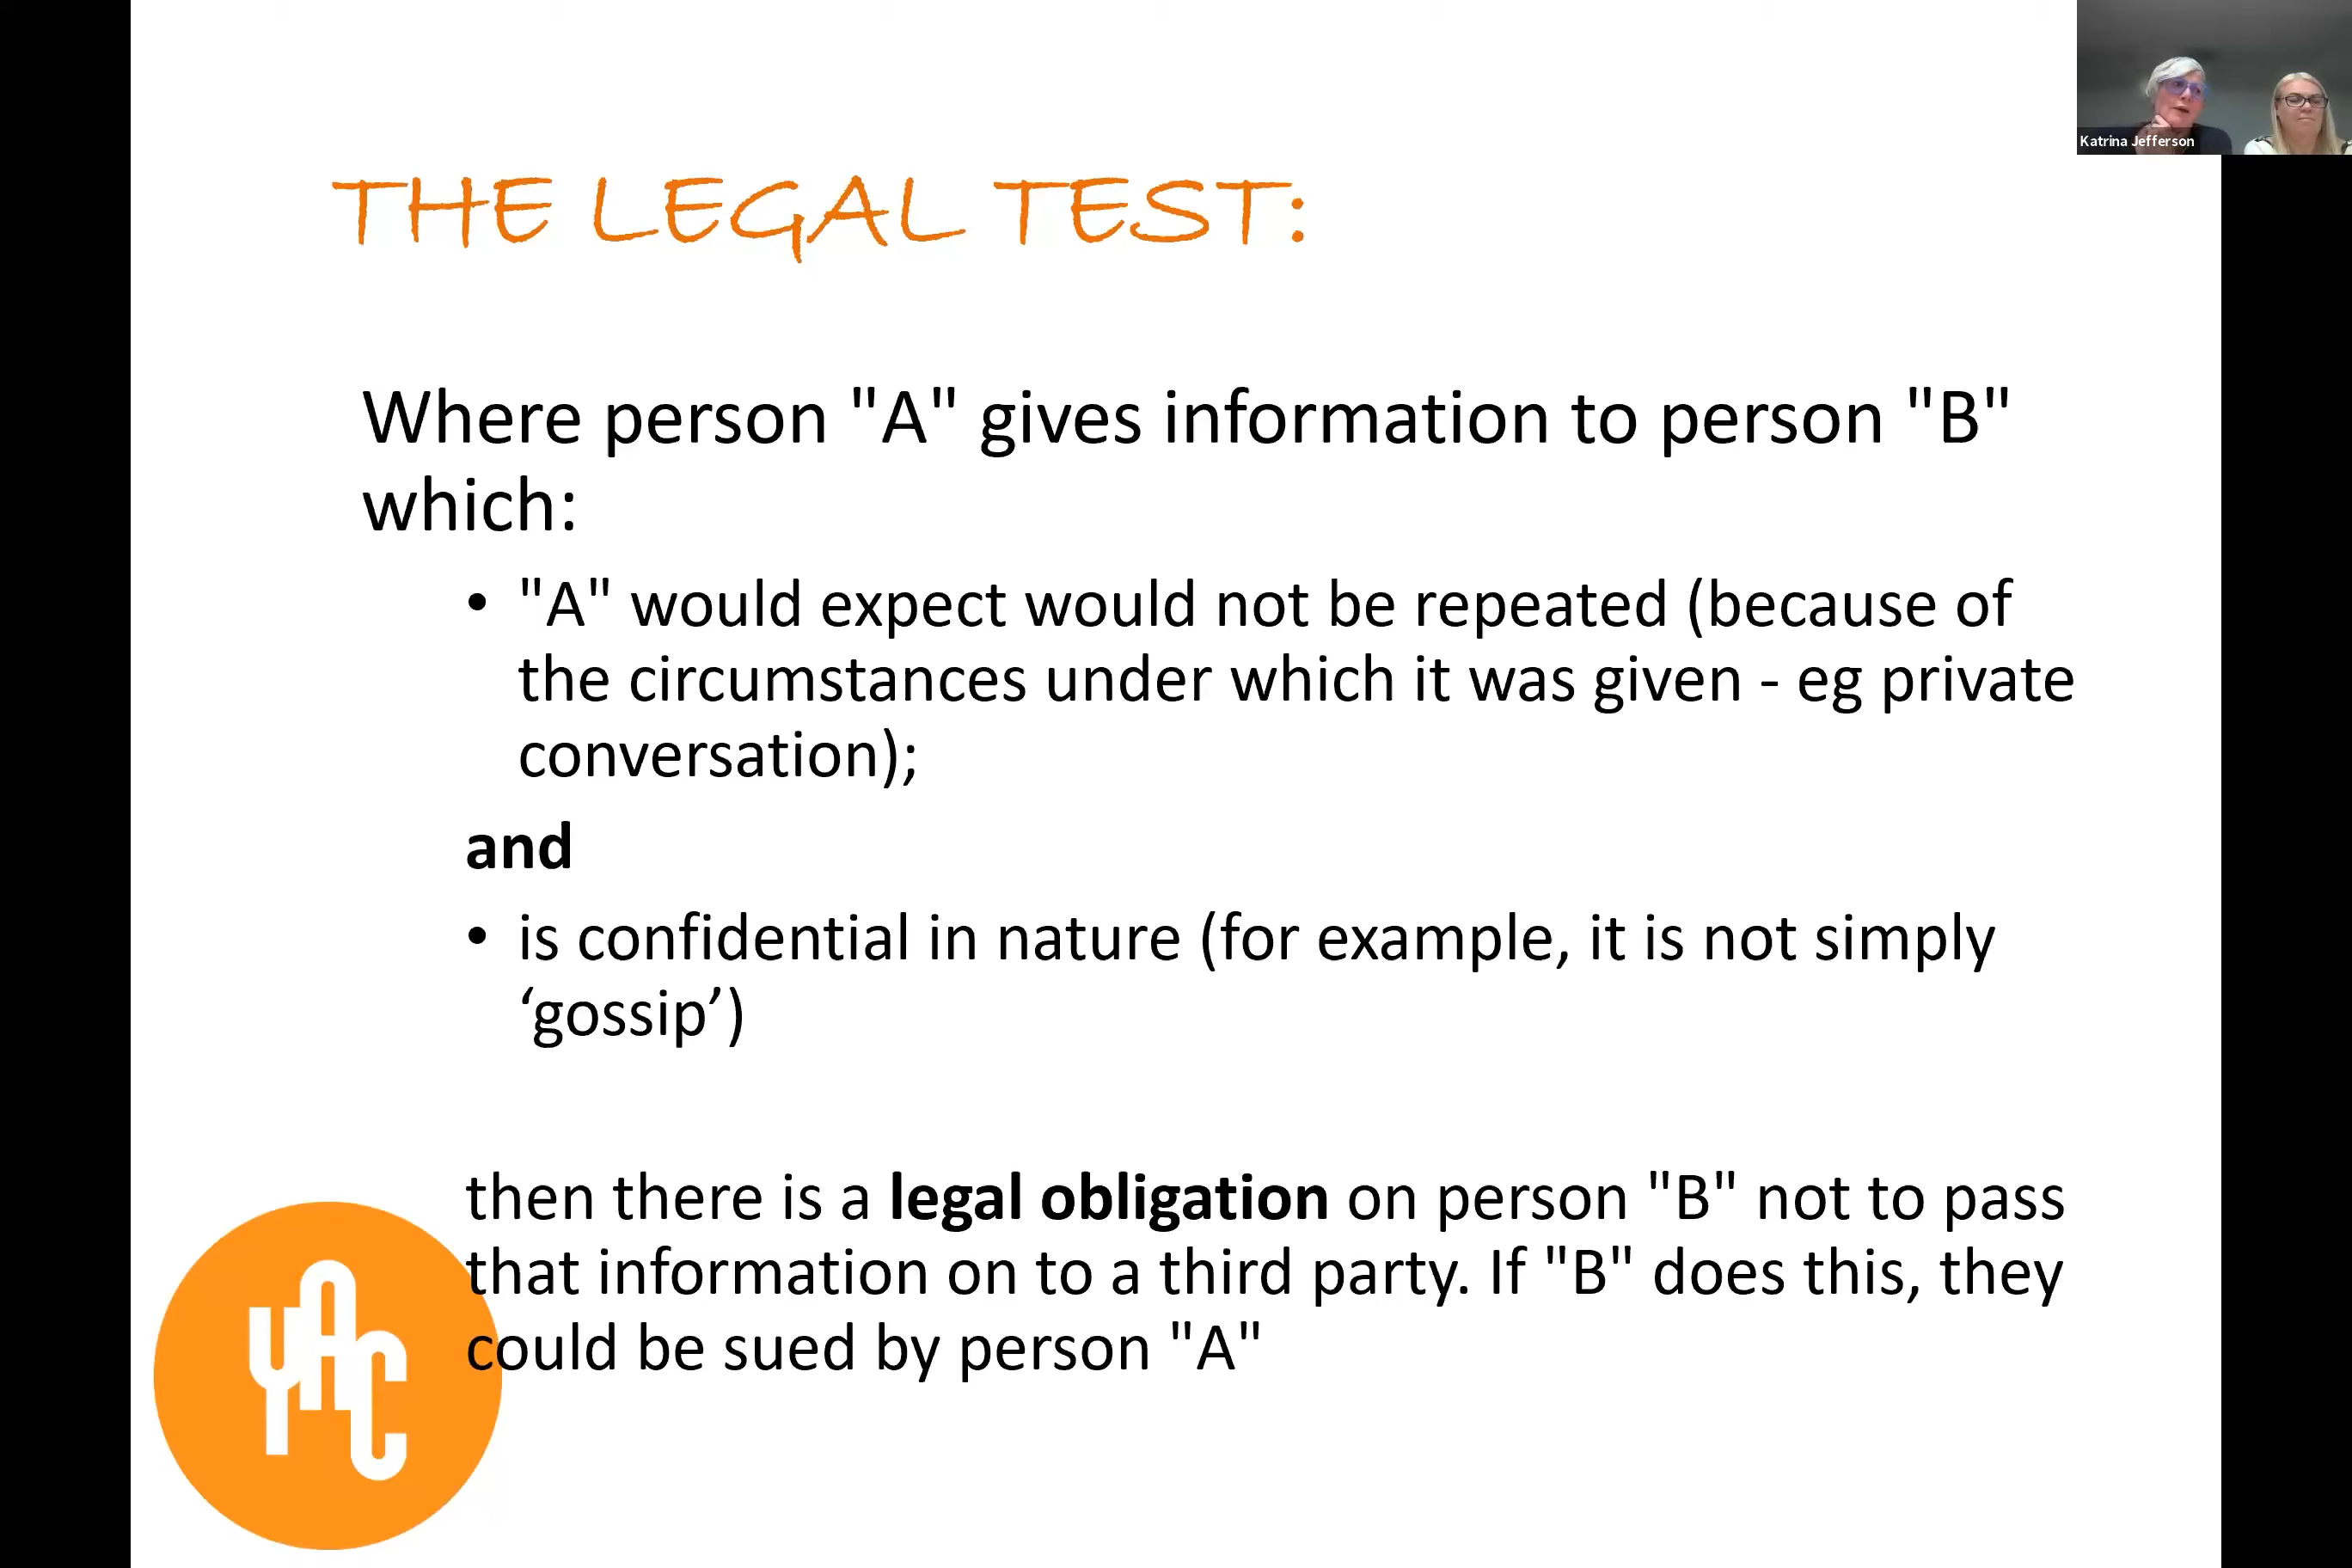 Katrina Jefferson
THE LEGAL TEST:
Where person "A" gives information to person "B"
which:
• "A" would expect would not be repeated (because of
the circumstances under which it was given - eg private
conversation);
and
• is confidential in nature (for example, it is not simply
‘gossip’)
then there is a legal obligation on person "B" not to pass
that information on to a third party. If "B" does this, they
could be sued by person "A"
YAC